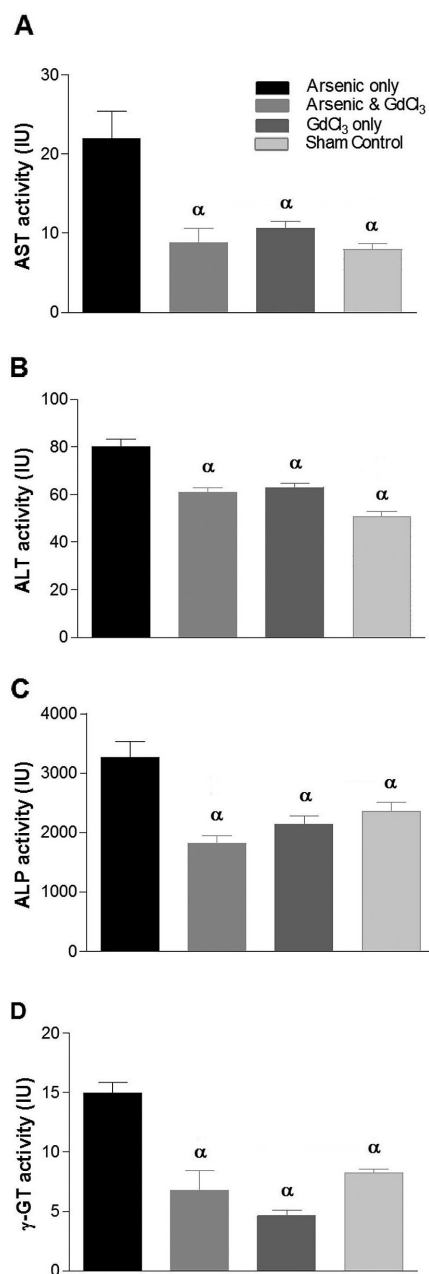 A
AST activity (IU)
30
20
10
0
Arsenic only
Arsenic & GdCl3
GdCl3 only
Sham Control
α
α
α
B
ALT activity (IU)
100
80
60
40
20
0
α
α
α
C
ALP activity (IU)
4000
3000
2000
1000
0
α
α
α
D
γ-GT activity (IU)
20
15
10
5
0
α
α
α